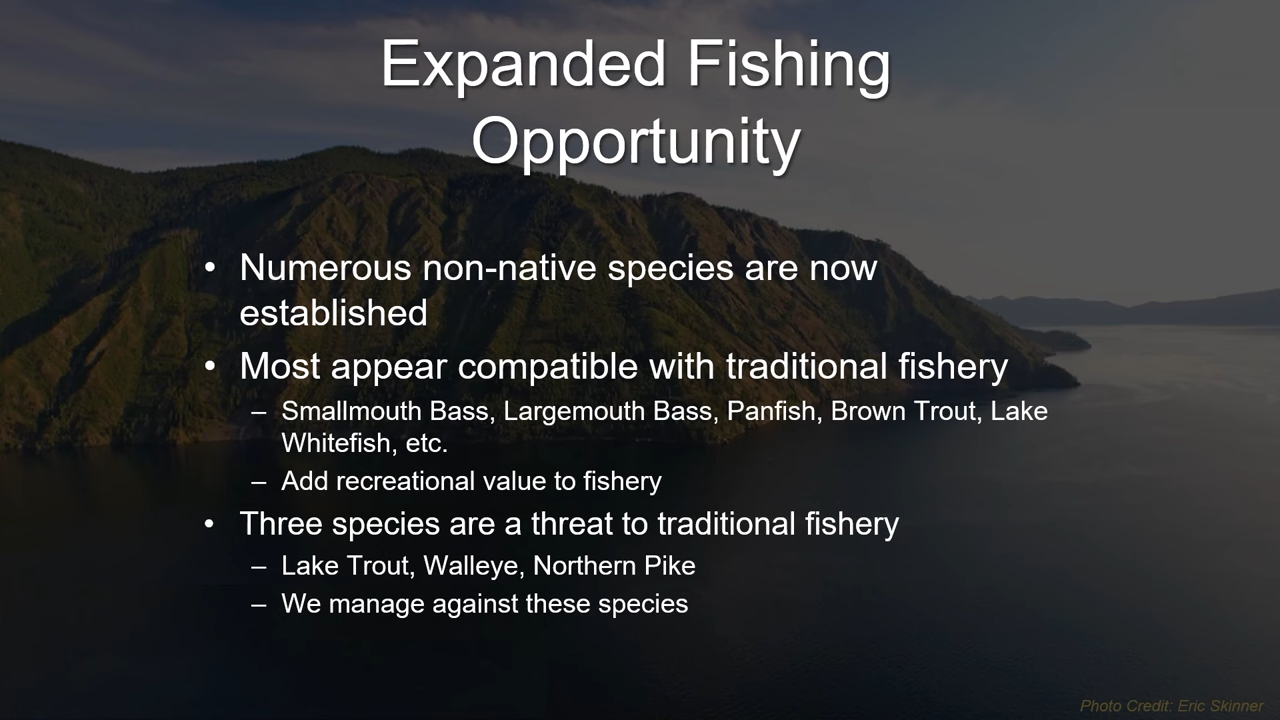 Expanded Fishing
Opportunity
• Numerous non-native species are now
established
• Most appear compatible with traditional fishery
– Smallmouth Bass, Largemouth Bass, Panfish, Brown Trout, Lake
Whitefish, etc.
– Add recreational value to fishery
• Three species are a threat to traditional fishery
– Lake Trout, Walleye, Northern Pike
– We manage against these species
Photo Credit: Eric Skinner